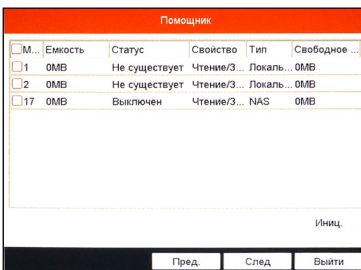 Помощник
М... Емкость Статус Свойство Тип Свободное ...
1 0MB Не существует Чтение/З... Локаль... 0MB
2 0MB Не существует Чтение/З... Локаль... 0MB
17 0MB Выключен Чтение/З... NAS 0MB
Иниц.
Пред. След Выйти